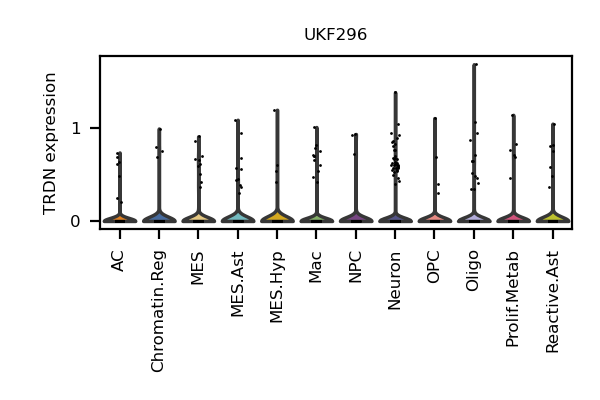 UKF296
TRDN expression
1
0
AC
Chromatin.Reg
MES
MES.Ast
MES.Hyp
Mac
NPC
Neuron
OPC
Oligo
Prolif.Metab
Reactive.Ast